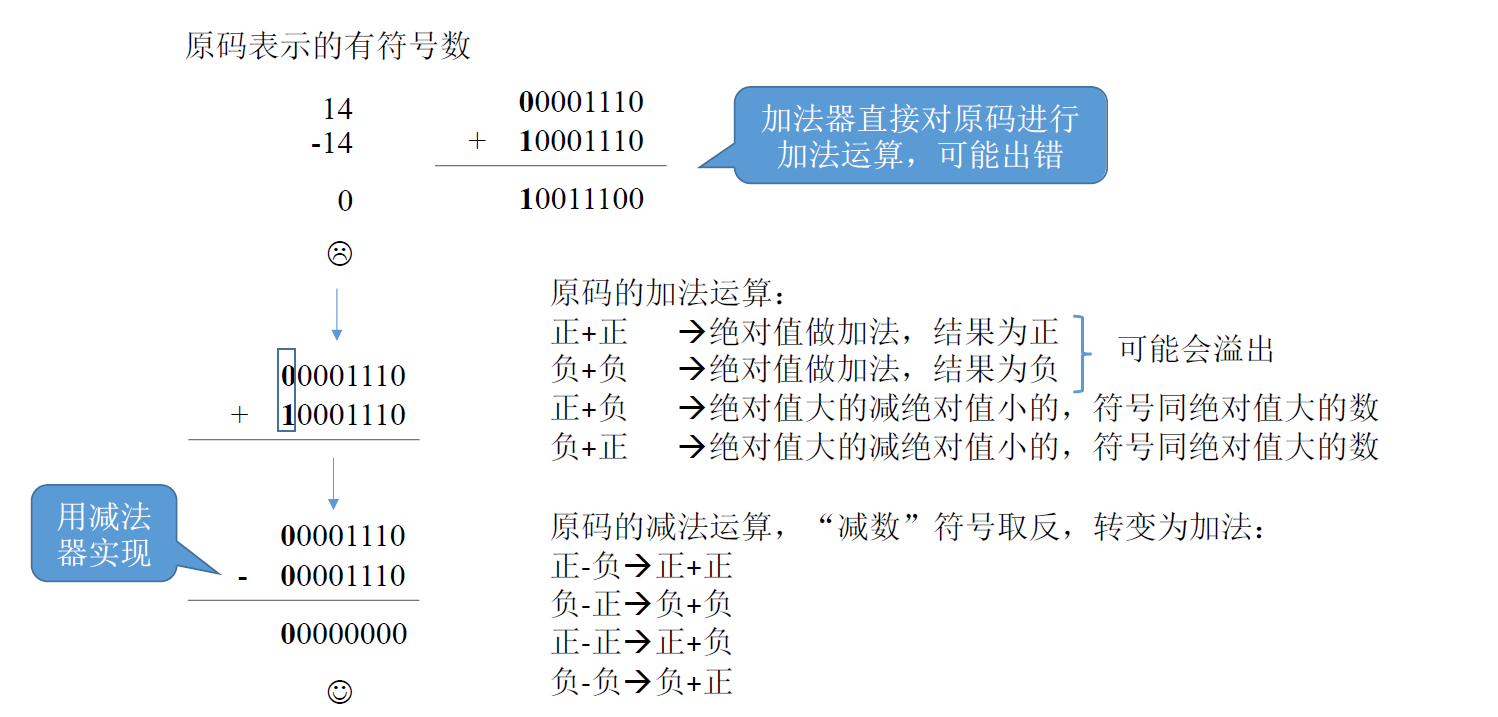 原码表示的有符号数
14
-14
0
00001110
+ 10001110
10011100
加法器直接对原码进行
加法运算，可能出错
00001110
+ 10001110
用减法
器实现
00001110
- 00001110
00000000
原码的加法运算：
正+正 →绝对值做加法，结果为正
负+负 →绝对值做加法，结果为负
可能会溢出
正+负 →绝对值大的减绝对值小的，符号同绝对值大的数
负+正 →绝对值大的减绝对值小的，符号同绝对值大的数
原码的减法运算，“减数”符号取反，转变为加法：
正-负→正+正
负-正→负+负
正-正→正+负
负-负→负+正